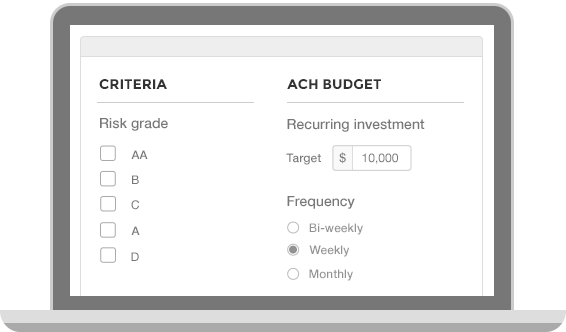 CRITERIA
Risk grade
AA
B
C
A
D
ACH BUDGET
Recurring investment
Target $ 10,000
Frequency
Bi-weekly
Weekly
Monthly